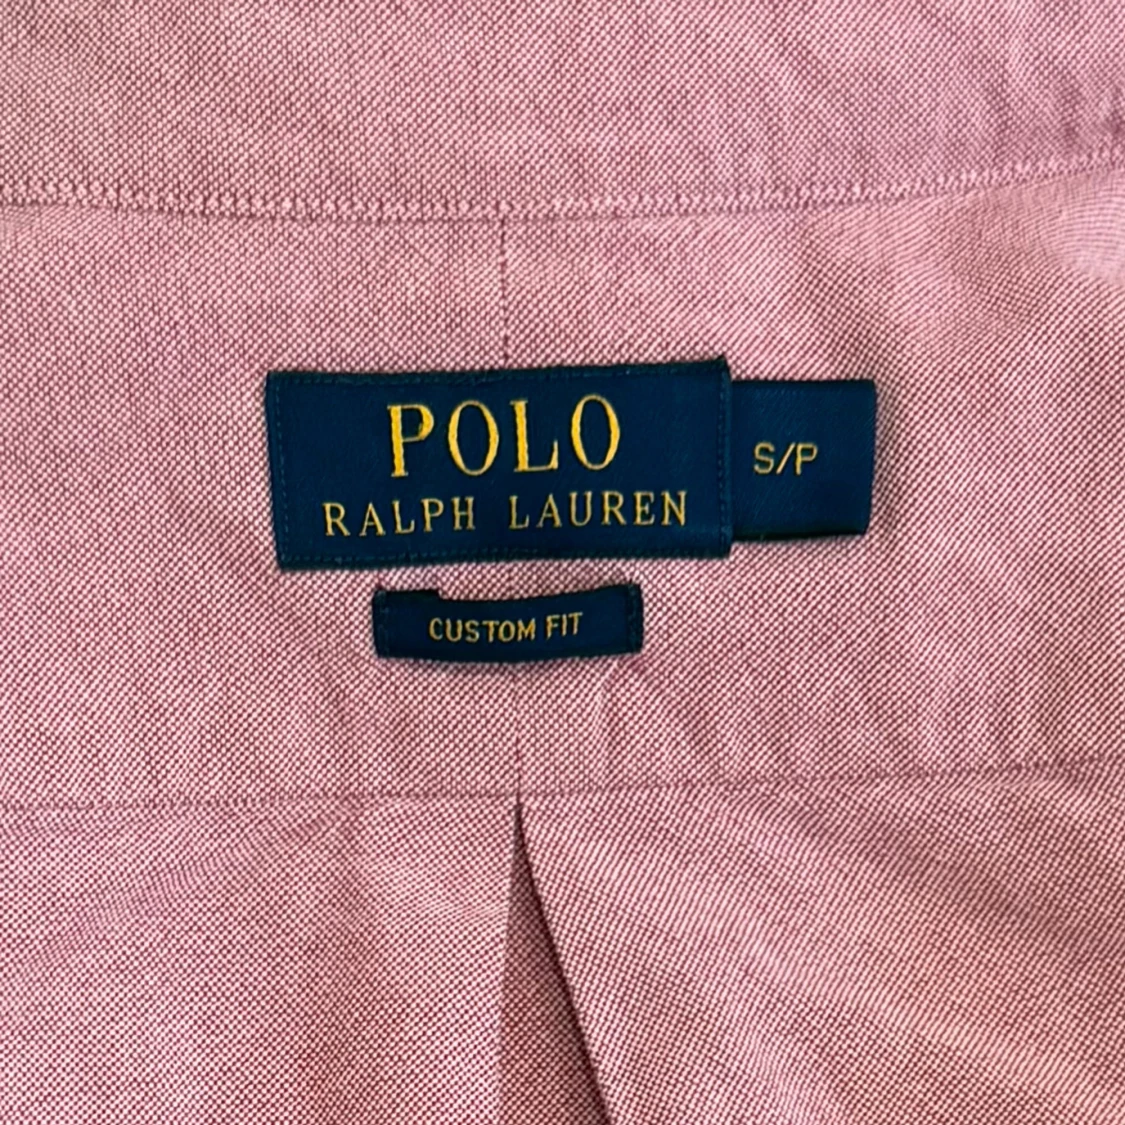 POLO
RALPH LAUREN
S/P
CUSTOM FIT